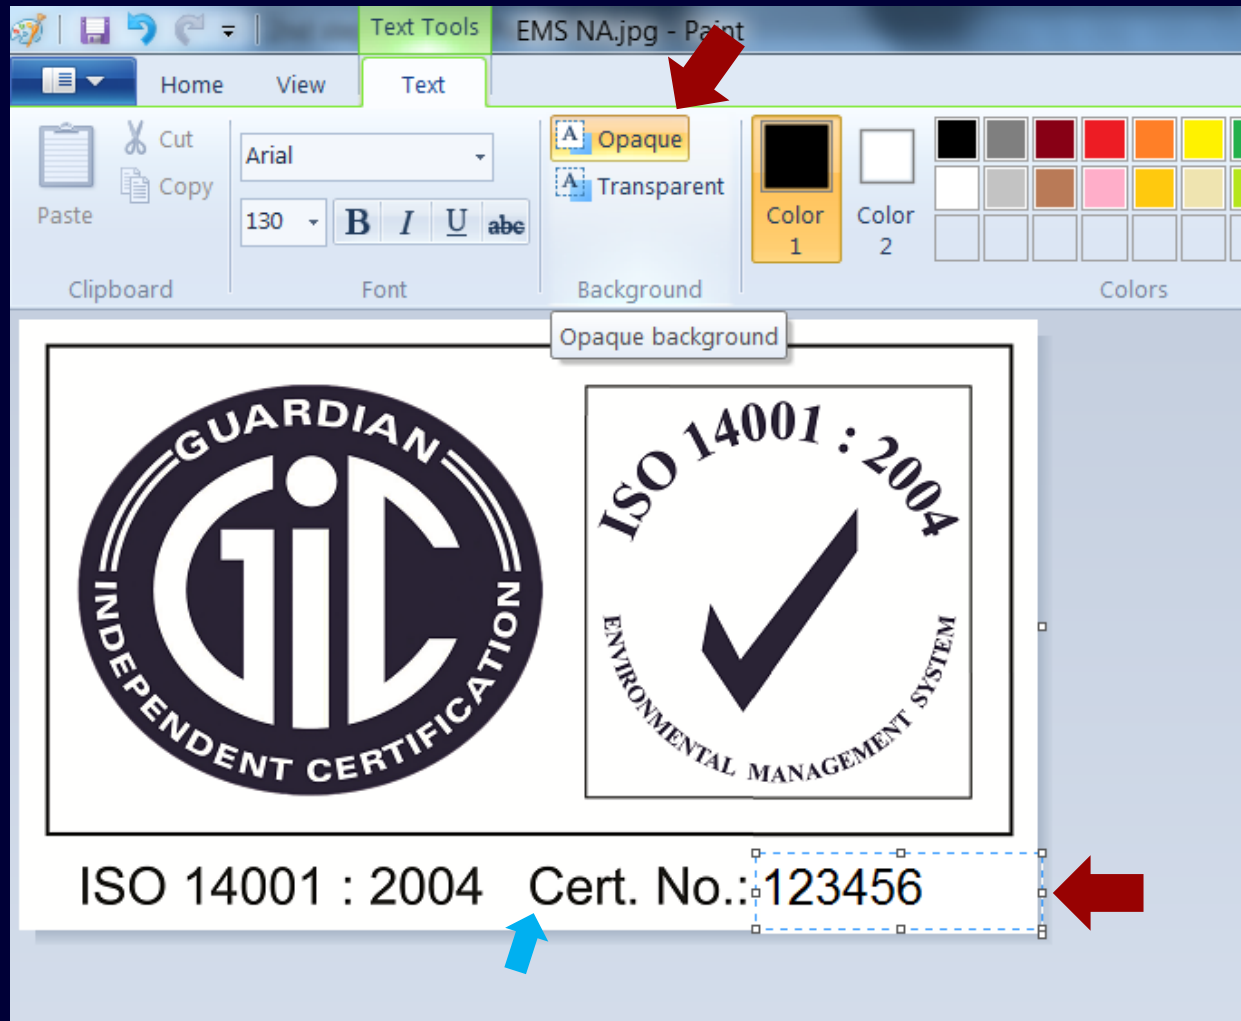 Text Tools
EMS NA.jpg - Paint
Home
View
Text
Cut
Copy
Paste
Clipboard
Arial
130
B I U abc
Font
A Opaque
A Transparent
Background
Color 1
Color 2
Colors
Opaque background
GUARDIAN
GiC
INDEPENDENT CERTIFICATION
ISO 14001 : 2004
ENVIRONMENTAL MANAGEMENT SYSTEM
ISO 14001 : 2004 Cert. No.: 123456